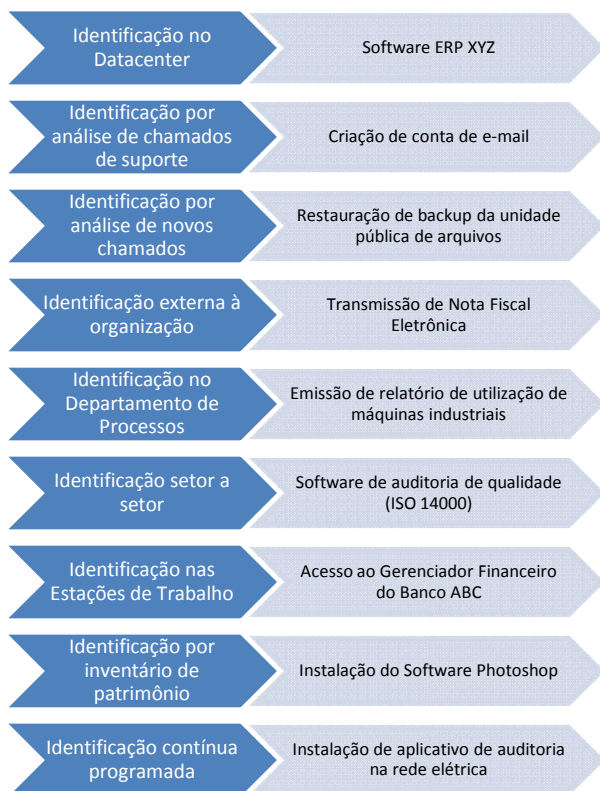 Identificação no
Datacenter
Software ERP XYZ
Identificação por
análise de chamados
de suporte
Criação de conta de e-mail
Identificação por
análise de novos
chamados
Restauração de backup da unidade
pública de arquivos
Identificação externa à
organização
Transmissão de Nota Fiscal
Eletrônica
Identificação no
Departamento de
Processos
Emissão de relatório de utilização de
máquinas industriais
Identificação setor a
setor
Software de auditoria de qualidade
(ISO 14000)
Identificação nas
Estações de Trabalho
Acesso ao Gerenciador Financeiro
do Banco ABC
Identificação por
inventário de
patrimônio
Instalação do Software Photoshop
Identificação contínua
programada
Instalação de aplicativo de auditoria
na rede elétrica